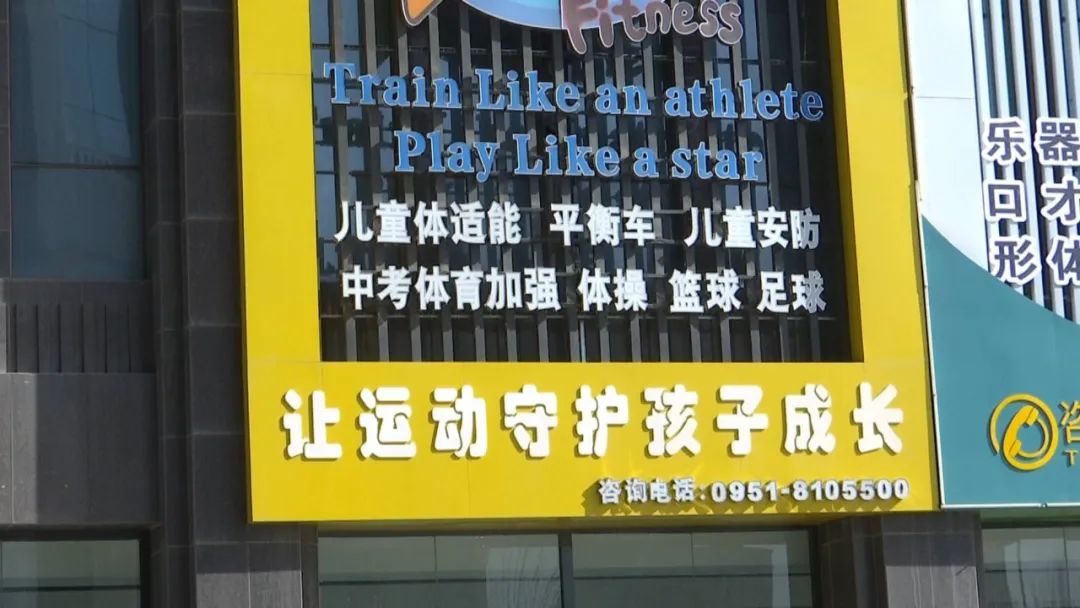 Fitness
Train Like an athlete
Play Like a star
儿童体适能 平衡车 儿童安防
中考体育加强 体操 篮球 足球
让运动守护孩子成长
咨询电话:0951-8105500
乐器
口才
形体
咨
T